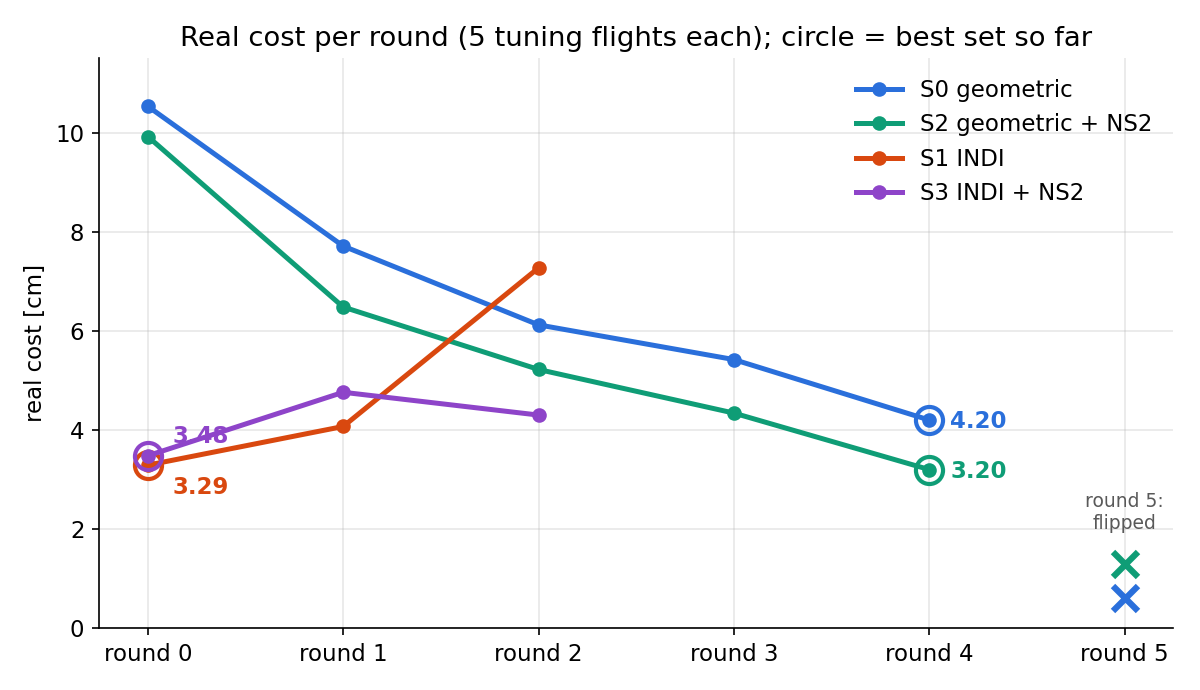 Real cost per round (5 tuning flights each); circle = best set so far
S0 geometric
S2 geometric + NS2
S1 INDI
S3 INDI + NS2
real cost [cm]
10
8
6
4
2
0
3.48
3.29
4.20
3.20
round 5:
flipped
round 0
round 1
round 2
round 3
round 4
round 5